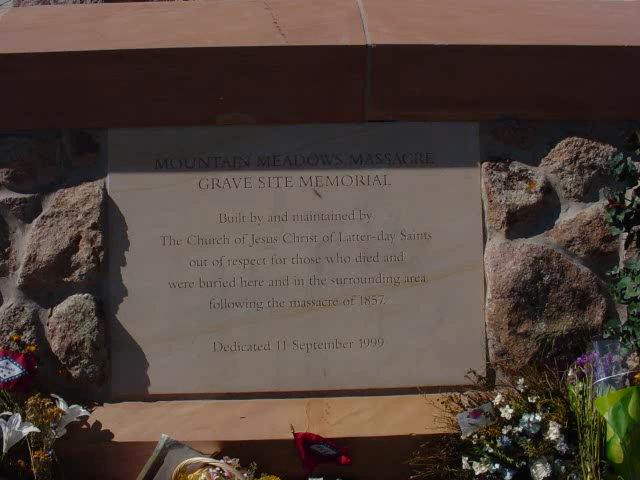 MOUNTAIN MEADOWS MASSACRE
GRAVE SITE MEMORIAL
Built by and maintained by
The Church of Jesus Christ of Latter-day Saints
out of respect for those who died and
were buried here and in the surrounding area
following the massacre of 1857.
Dedicated 11 September 1999